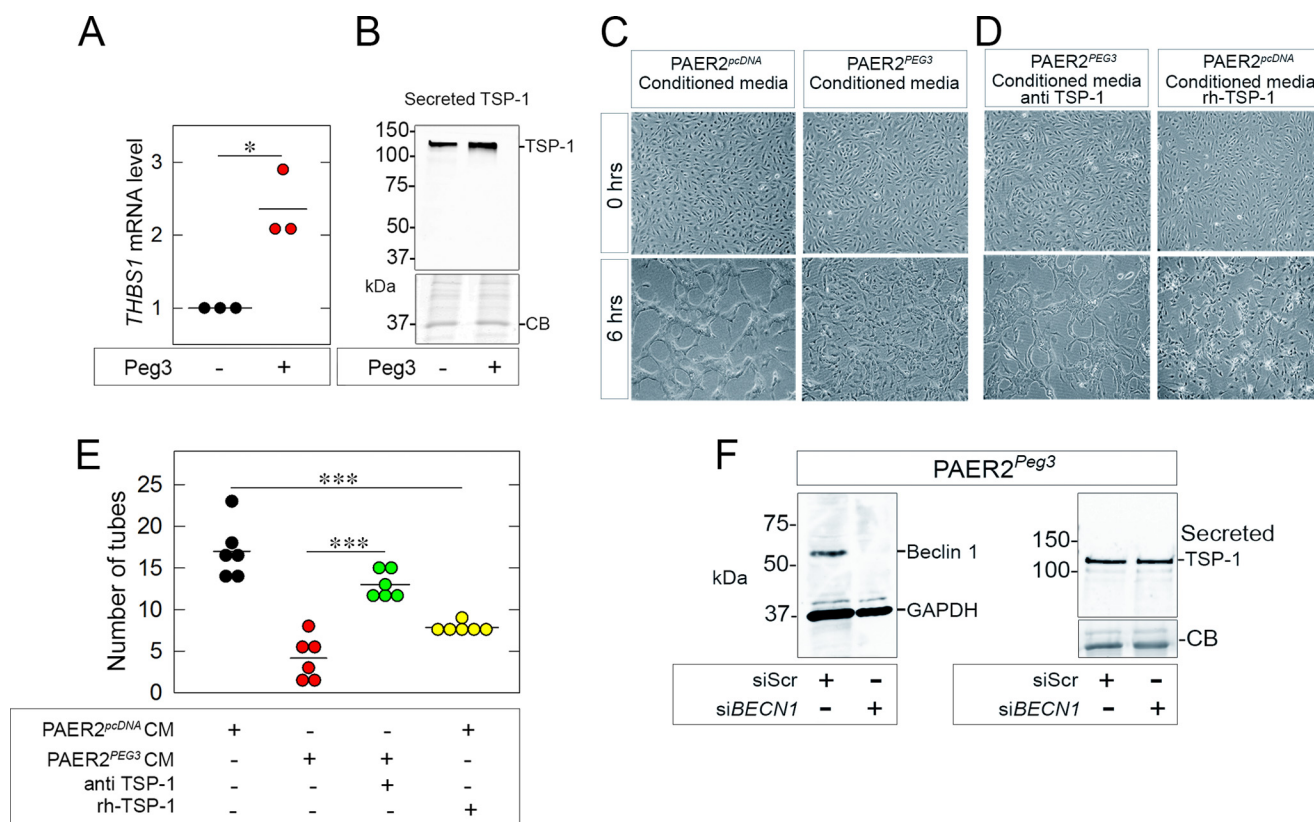 A
THBS1 mRNA level
3
2
1
*
Peg3 - +
B
Secreted TSP-1
150
100
75
50
37
-TSP-1
kDa
37
-CB
Peg3 - +
C
PAER2pcDNA
Conditioned media
PAER2PEG3
Conditioned media
0 hrs
6 hrs
D
PAER2PEG3
Conditioned media
anti TSP-1
PAER2pcDNA
Conditioned media
rh-TSP-1
E
Number of tubes
25
20
15
10
5
0
***
***
PAER2pcDNA CM + - - +
PAER2PEG3 CM - + + -
anti TSP-1 - - + -
rh-TSP-1 - - - +
F
PAER2Peg3
75
50
37
kDa
-Beclin 1
-GAPDH
siScr + -
siBECN1 - +
150
100
Secreted
-TSP-1
-CB
siScr + -
siBECN1 - +